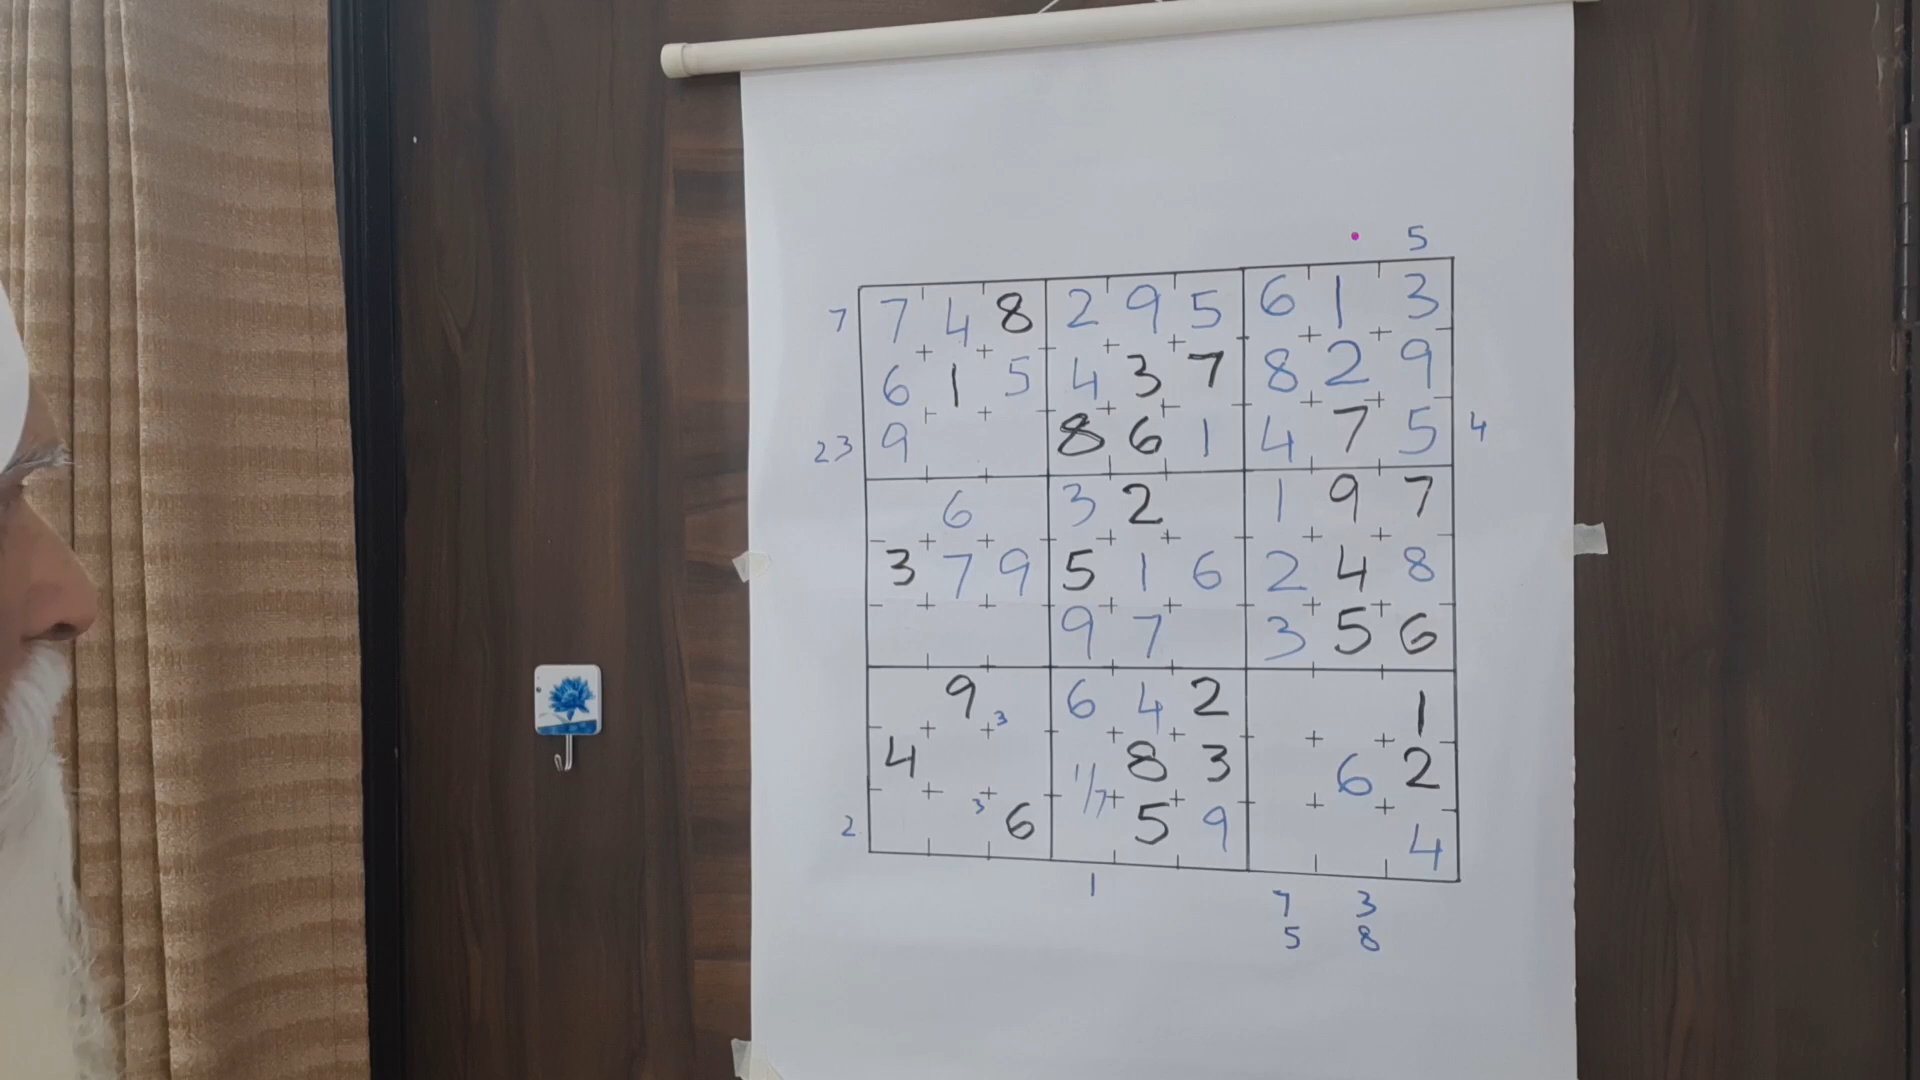 5
7 7 4 8 2 9 5 6 1 3
6 1 5 4 3 7 8 2 9
23 9 8 6 1 4 7 5 4
6 3 2 1 9 7
3 7 9 5 1 6 2 4 8
9 7 3 5 6
9 3 6 4 2 1
4 1/7 8 3 6 2
2 3 6 5 9 4
1
7 3
5 8